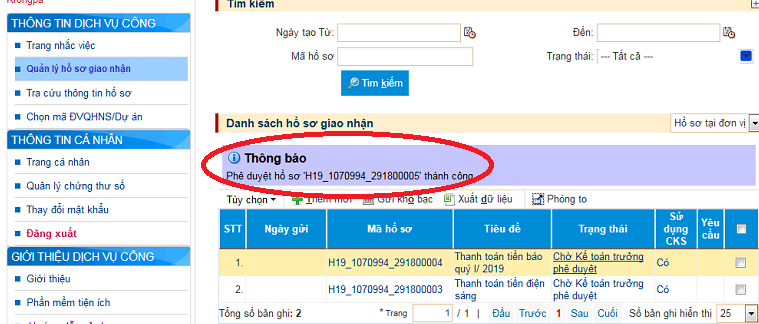 Krongpa
THÔNG TIN DỊCH VỤ CÔNG
Trang nhắc việc
Quản lý hồ sơ giao nhận
Tra cứu thông tin hồ sơ
Chọn mã ĐVQHNS/Dự án
THÔNG TIN CÁ NHÂN
Trang cá nhân
Quản lý chứng thư số
Thay đổi mật khẩu
Đăng xuất
GIỚI THIỆU DỊCH VỤ CÔNG
Giới thiệu
Phần mềm tiện ích
Tìm kiếm
Ngày tạo Từ:
Đến:
Mã hồ sơ
Trạng thái: --- Tất cả ---
Tìm kiếm
Danh sách hồ sơ giao nhận
Hồ sơ tại đơn vị
Thông báo
Phê duyệt hồ sơ 'H19_1070994_291800005' thành công
Tùy chọn Thêm mới Gửi kho bạc Xuất dữ liệu Phóng to
STT Ngày gửi Mã hồ sơ Tiêu đề Trạng thái Sử dụng CKS Yêu cầu
1. H19_1070994_291800004 Thanh toán tiền báo quý I/ 2019 Chờ Kế toán trưởng phê duyệt Có
2. H19_1070994_291800003 Thanh toán tiền điện sáng Chờ Kế toán trưởng phê duyệt Có
Tổng số bản ghi: 2 * Trang 1 / 1 | Đầu Trước 1 Sau Cuối Số bản ghi hiển thị 25